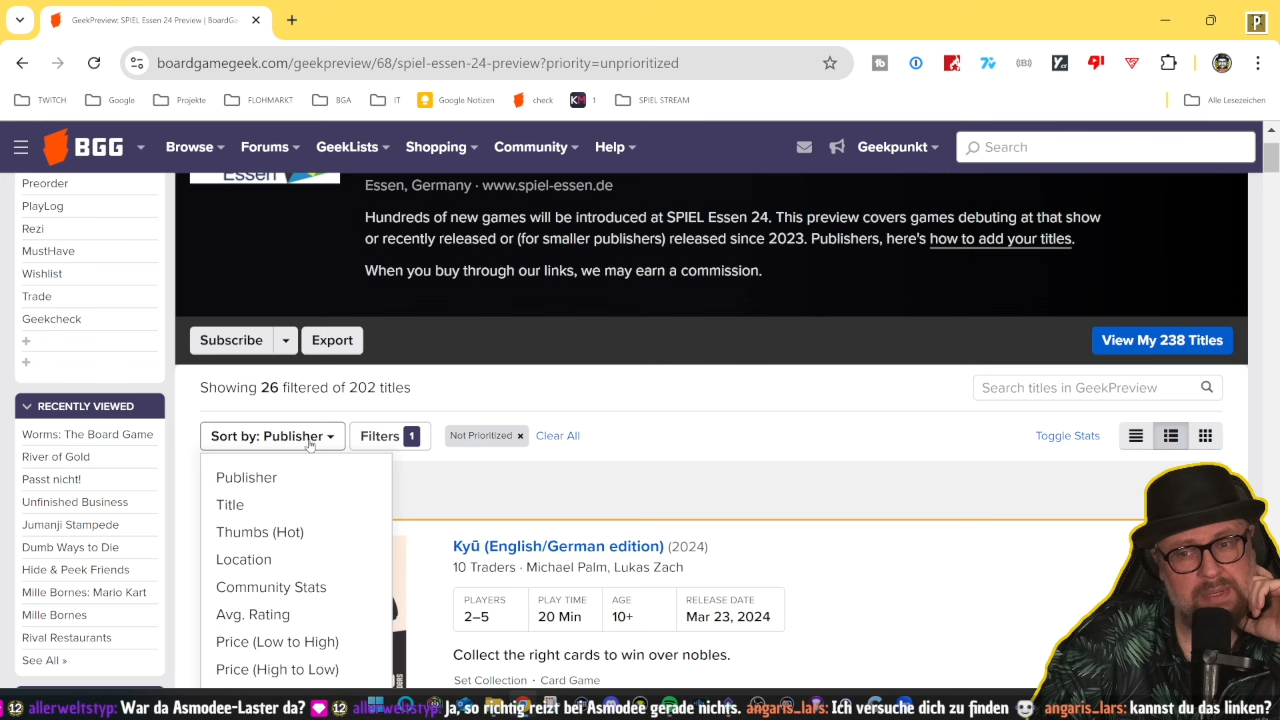 GeekPreview: SPIEL Essen 24 Preview | BoardGa
boardgamegeek.com/geekpreview/68/spiel-essen-24-preview?priority=unprioritized
TWITCH Google Projekte FLOHMARKT BGA IT Google Notizen check 1 SPIEL STREAM Alle Lesezeichen
BGG Browse Forums GeekLists Shopping Community Help Geekpunkt Search
Preorder
PlayLog
Rezi
MustHave
Wishlist
Trade
Geekcheck
+
+
RECENTLY VIEWED
Worms: The Board Game
River of Gold
Passt nicht!
Unfinished Business
Jumanji Stampede
Dumb Ways to Die
Hide & Peek Friends
Mille Bornes: Mario Kart
Mille Bornes
Rival Restaurants
See All »
Essen
Essen, Germany · www.spiel-essen.de
Hundreds of new games will be introduced at SPIEL Essen 24. This preview covers games debuting at that show
or recently released or (for smaller publishers) released since 2023. Publishers, here's how to add your titles.
When you buy through our links, we may earn a commission.
Subscribe Export View My 238 Titles
Showing 26 filtered of 202 titles Search titles in GeekPreview
Sort by: Publisher Filters 1 Not Prioritized × Clear All Toggle Stats
Publisher
Title
Thumbs (Hot)
Location
Community Stats
Avg. Rating
Price (Low to High)
Price (High to Low)
Kyū (English/German edition) (2024)
10 Traders · Michael Palm, Lukas Zach
PLAYERS PLAY TIME AGE RELEASE DATE
2–5 20 Min 10+ Mar 23, 2024
Collect the right cards to win over nobles.
Set Collection · Card Game
12 allerweltstyp: War da Asmodee-Laster da? 12 allerweltstyp: Ja, so richtig reizt bei Asmodee gerade nichts. angaris_lars: Ich versuche dich zu finden angaris_lars: kannst du das linken?